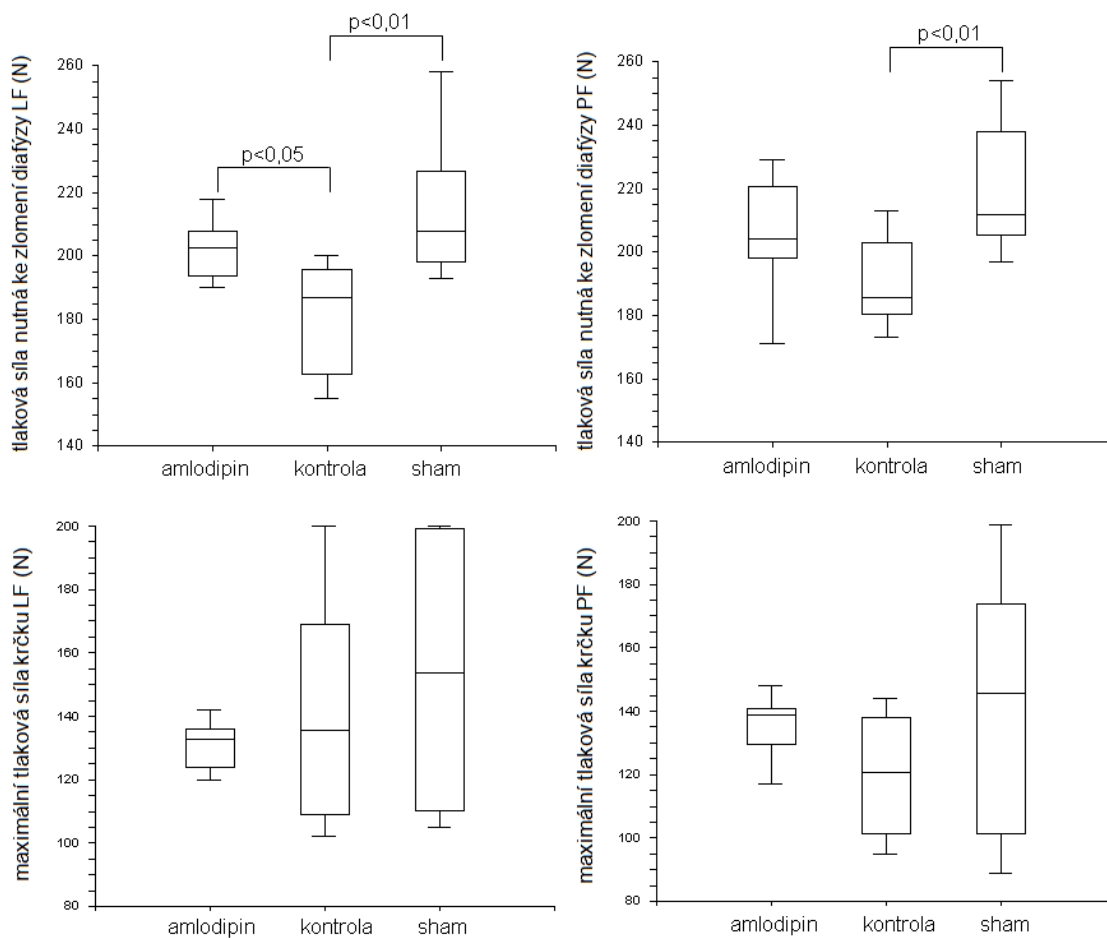 p<0,01
tlaková síla nutná ke zlomení diafýzy LF (N)
260
240
p<0,05
220
200
180
160
140
amlodipin kontrola sham
p<0,01
tlaková síla nutná ke zlomení diafýzy PF (N)
260
240
220
200
180
160
140
amlodipin kontrola sham
maximální tlaková síla krčku LF (N)
200
180
160
140
120
100
80
amlodipin kontrola sham
maximální tlaková síla krčku PF (N)
200
180
160
140
120
100
80
amlodipin kontrola sham